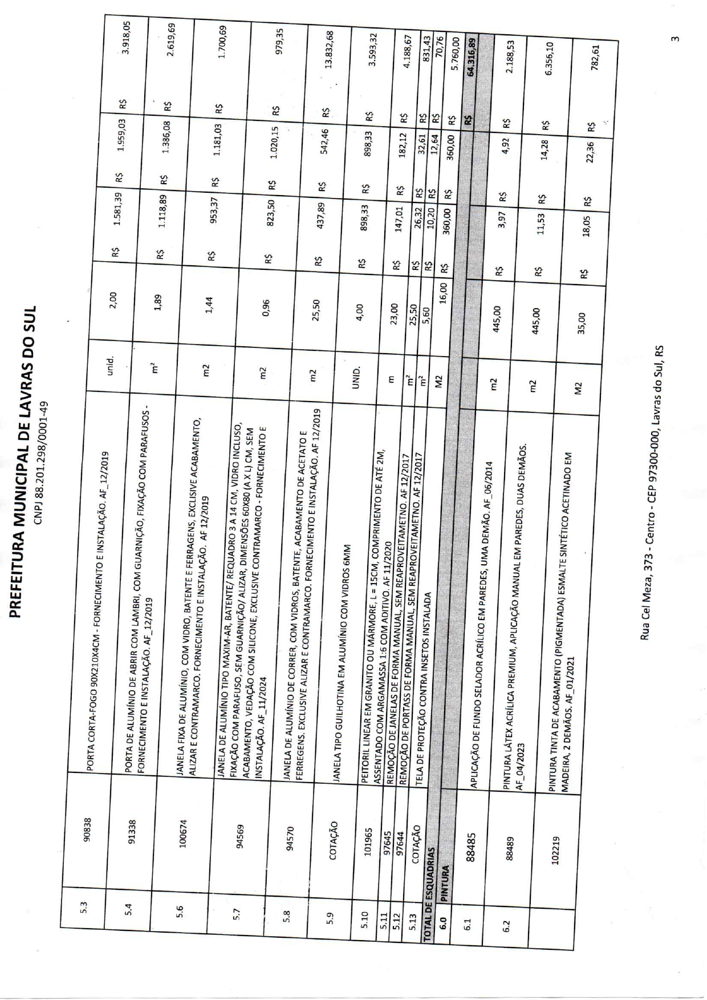 PREFEITURA MUNICIPAL DE LAVRAS DO SUL
CNPJ 88.201.298/0001-49
5.3 90838 PORTA CORTA-FOGO 90X210X4CM - FORNECIMENTO E INSTALAÇÃO. AF_12/2019 unid. 2,00 R$ 1.581,39 R$ 1.959,03 R$ 3.918,05
5.4 91338 PORTA DE ALUMÍNIO DE ABRIR COM LAMBRI, COM GUARNIÇÃO, FIXAÇÃO COM PARAFUSOS -
FORNECIMENTO E INSTALAÇÃO. AF_12/2019 m² 1,89 R$ 1.118,89 R$ 1.386,08 R$ 2.619,69
5.6 100674 JANELA FIXA DE ALUMÍNIO, COM VIDRO, BATENTE E FERRAGENS, EXCLISIVE ACABAMENTO,
ALIZAR E CONTRAMARCO. FORNECIMENTO E INSTALAÇÃO. AF 12/2019 m2 1,44 R$ 953,37 R$ 1.181,03 R$ 1.700,69
5.7 94569 JANELA DE ALUMÍNIO TIPO MAXIM-AR, BATENTE/ REQUADRO 3 A 14 CM, VIDRO INCLUSO,
FIXAÇÃO COM PARAFUSO, SEM GUARNIÇÃO/ ALIZAR, DIMENSÕES 60X80 (A X L) CM, SEM
ACABAMENTO, VEDAÇÃO COM SILICONE, EXCLUSIVE CONTRAMARCO - FORNECIMENTO E
INSTALAÇÃO. AF_11/2024 m2 0,96 R$ 823,50 R$ 1.020,15 R$ 979,35
5.8 94570 JANELA DE ALUMÍNIO DE CORRER, COM VIDROS, BATENTE, ACABAMENTO DE ACETATO E
FERREGENS. EXCLUSIVE ALIZAR E CONTRAMARCO. FORNECIMENTO E INSTALAÇÃO. AF 12/2019 m2 25,50 R$ 437,89 R$ 542,46 R$ 13.832,68
5.9 COTAÇÃO JANELA TIPO GUILHOTINA EM ALUMÍNIO COM VIDROS 6MM UNID. 4,00 R$ 898,33 R$ 898,33 R$ 3.593,32
5.10 101965 PEITORIL LINEAR EM GRANITO OU MÁRMORE, L = 15CM, COMPRIMENTO DE ATÉ 2M,
ASSENTADO COM ARGAMASSA 1:6 COM ADITIVO. AF 11/2020 m 23,00 R$ 147,01 R$ 182,12 R$ 4.188,67
5.11 97645 REMOÇÃO DE JANELAS DE FORMA MANUAL, SEM REAPROVEITAMETNO. AF 12/2017 m² 25,50 R$ 26,32 R$ 32,61 R$ 831,43
5.12 97644 REMOÇÃO DE PORTASS DE FORMA MANUAL, SEM REAPROVEITAMETNO. AF 12/2017 m² 5,60 R$ 10,20 R$ 12,64 R$ 70,76
5.13 COTAÇÃO TELA DE PROTEÇÃO CONTRA INSETOS INSTALADA M2 16,00 R$ 360,00 R$ 360,00 R$ 5.760,00
TOTAL DE ESQUADRIAS R$ 64.316,89
6.0 PINTURA
6.1 88485 APLICAÇÃO DE FUNDO SELADOR ACRÍLICO EM PAREDES, UMA DEMÃO. AF_06/2014 m2 445,00 R$ 3,97 R$ 4,92 R$ 2.188,53
6.2 88489 PINTURA LÁTEX ACRÍLICA PREMIUM, APLICAÇÃO MANUAL EM PAREDES, DUAS DEMÃOS.
AF_04/2023 m2 445,00 R$ 11,53 R$ 14,28 R$ 6.356,10
102219 PINTURA TINTA DE ACABAMENTO (PIGMENTADA) ESMALTE SINTÉTICO ACETINADO EM
MADEIRA, 2 DEMÃOS. AF_01/2021 M2 35,00 R$ 18,05 R$ 22,36 R$ 782,61
Rua Cel Meza, 373 - Centro - CEP 97300-000, Lavras do Sul, RS
3